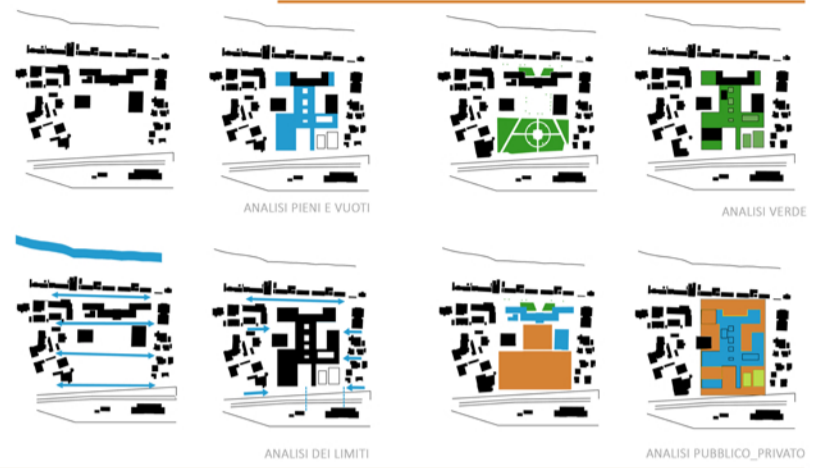 ANALISI PIENI E VUOTI
ANALISI VERDE
ANALISI DEI LIMITI
ANALISI PUBBLICO_PRIVATO